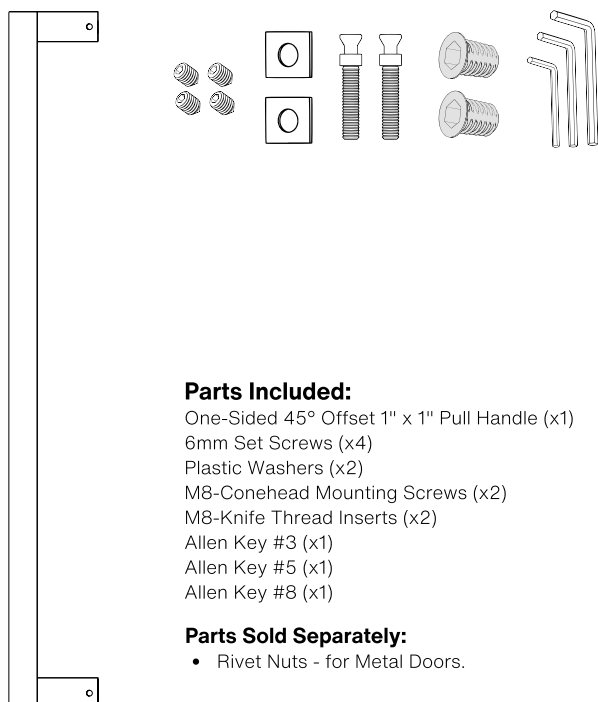 Parts Included:
One-Sided 45° Offset 1" x 1" Pull Handle (x1)
6mm Set Screws (x4)
Plastic Washers (x2)
M8-Conehead Mounting Screws (x2)
M8-Knife Thread Inserts (x2)
Allen Key #3 (x1)
Allen Key #5 (x1)
Allen Key #8 (x1)
Parts Sold Separately:
• Rivet Nuts - for Metal Doors.